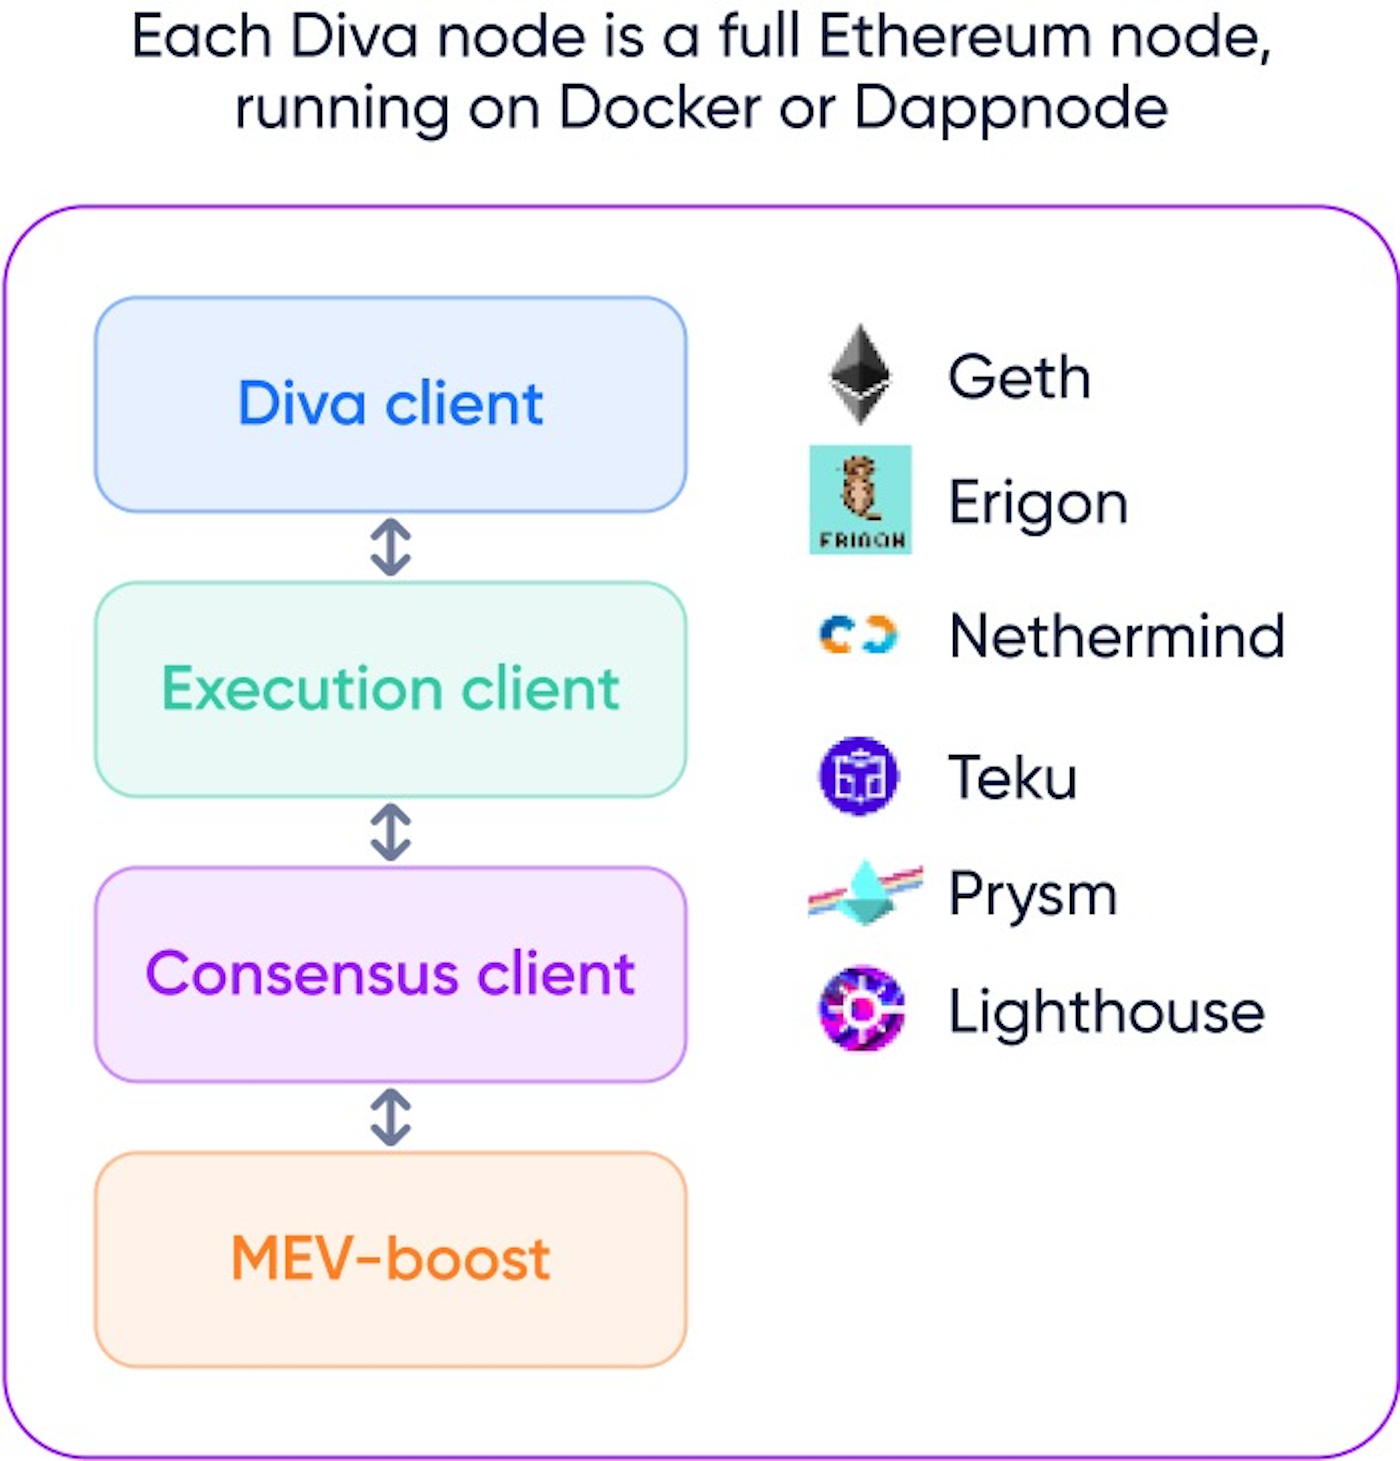 Each Diva node is a full Ethereum node,
running on Docker or Dappnode
Diva client
Execution client
Consensus client
MEV-boost
Geth
ERIGON
Erigon
Nethermind
Teku
Prysm
Lighthouse